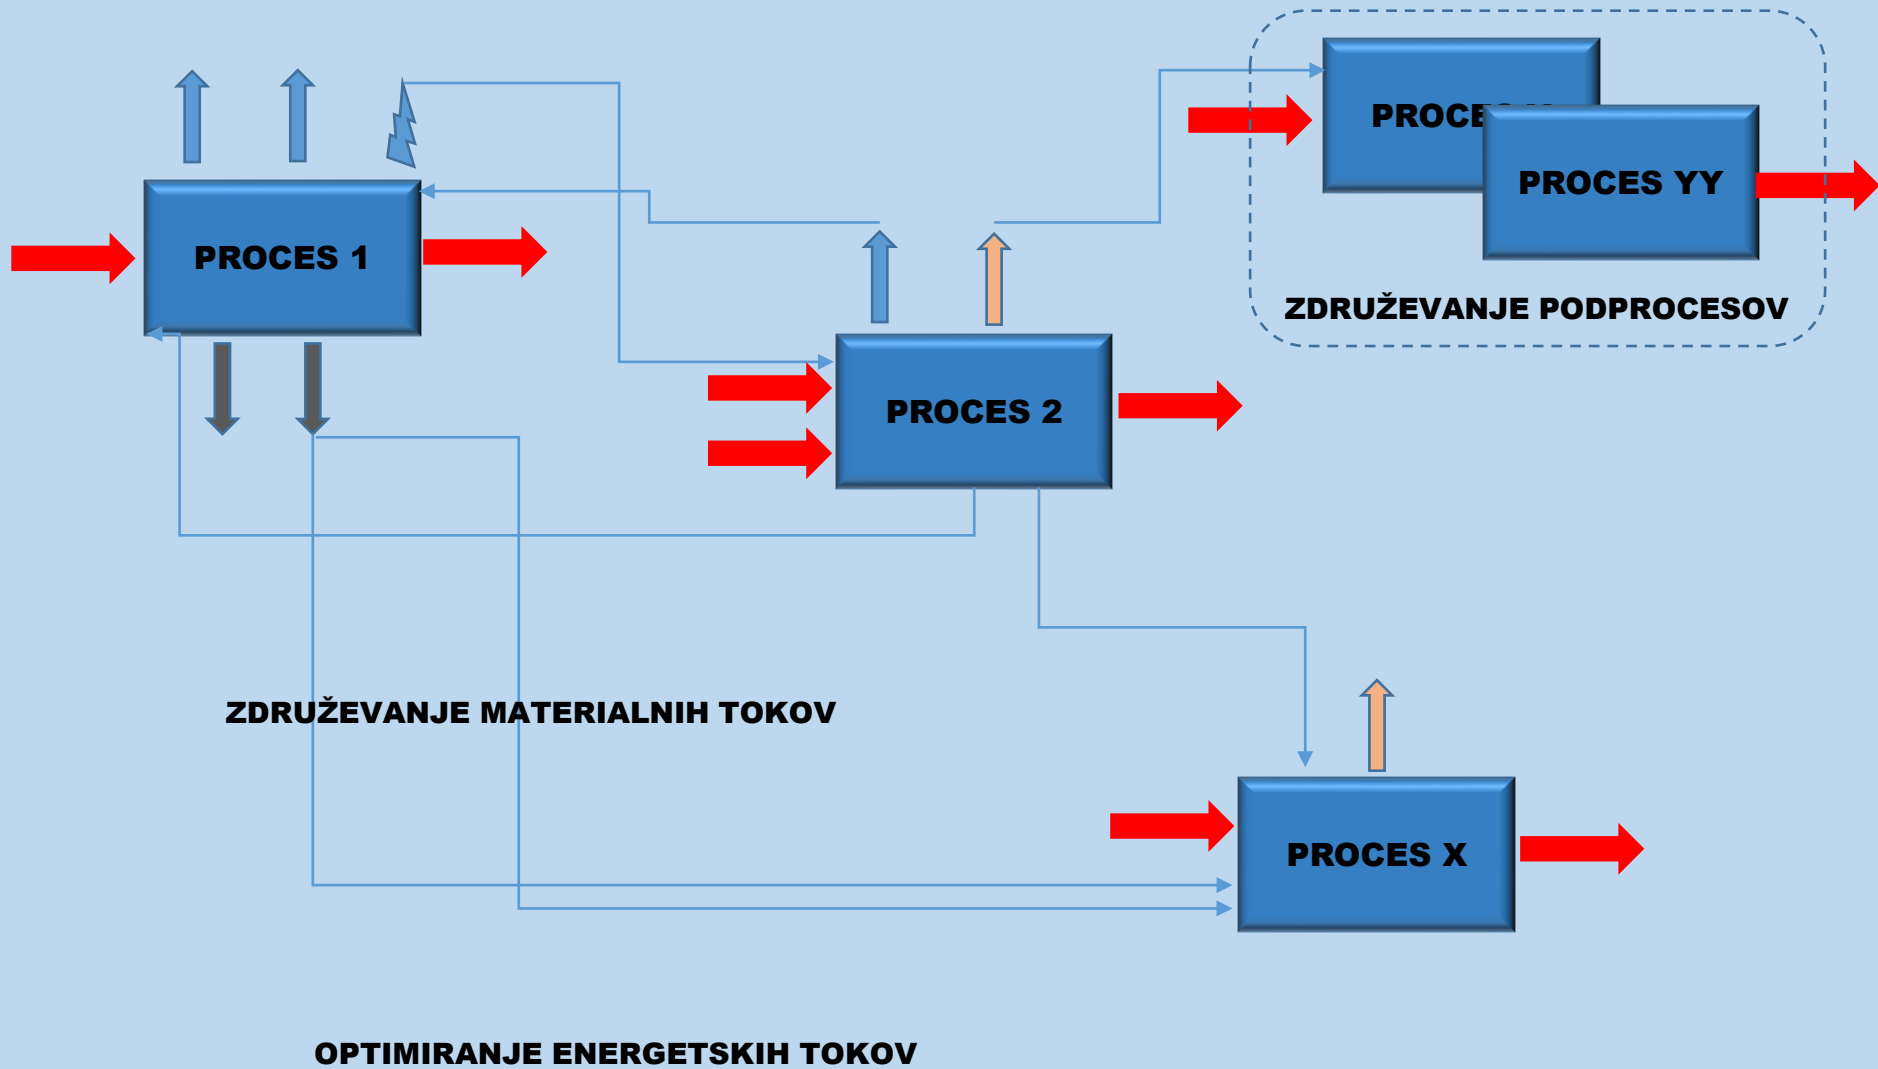 PROCES YY
PROCES 1
ZDRUŽEVANJE PODPROCESOV
PROCES 2
ZDRUŽEVANJE MATERIALNIH TOKOV
PROCES X
OPTIMIRANJE ENERGETSKIH TOKOV